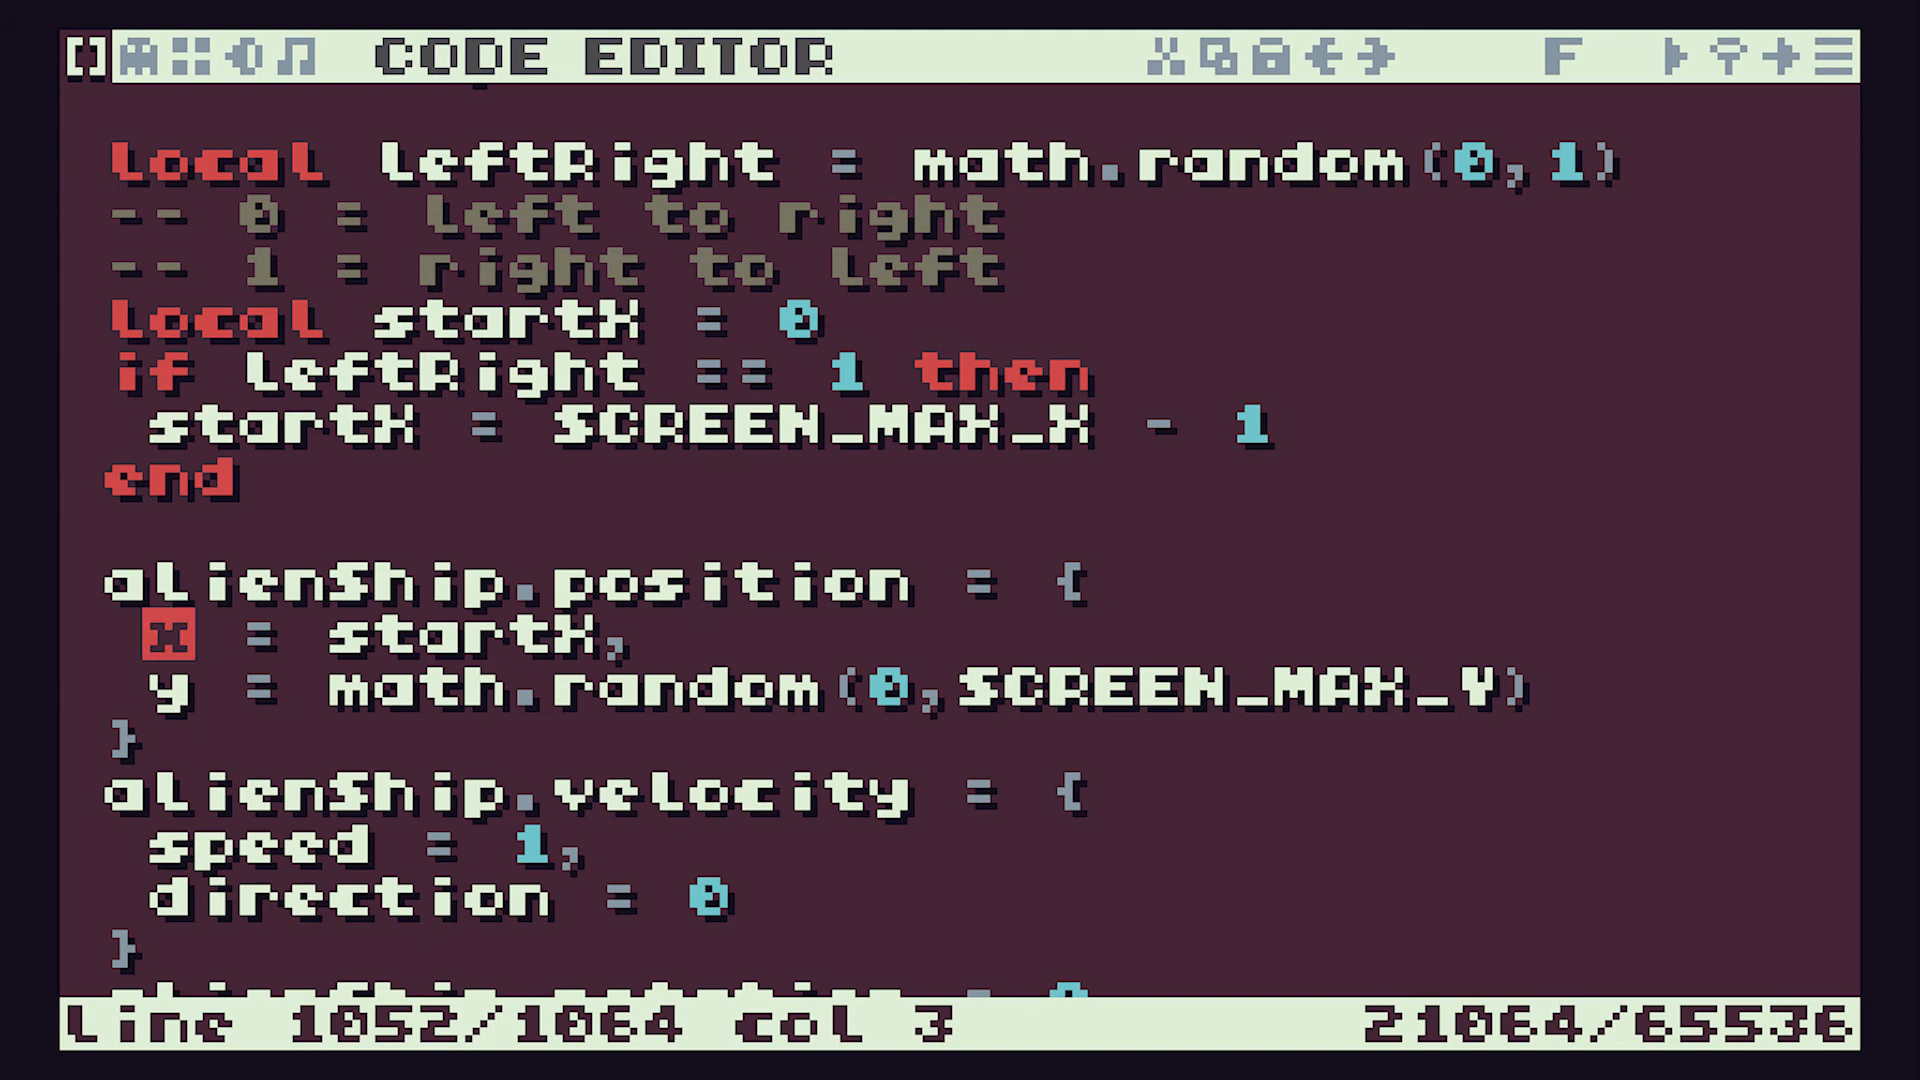 CODE EDITOR F
local leftRight = math.random(0,1)
-- 0 = left to right
-- 1 = right to left
local startX = 0
if leftRight == 1 then
startX = SCREEN_MAX_X - 1
end
alienShip.position = {
x = startX,
y = math.random(0,SCREEN_MAX_Y)
}
alienShip.velocity = {
speed = 1,
direction = 0
}
line 1052/1064 col 3 21064/65536